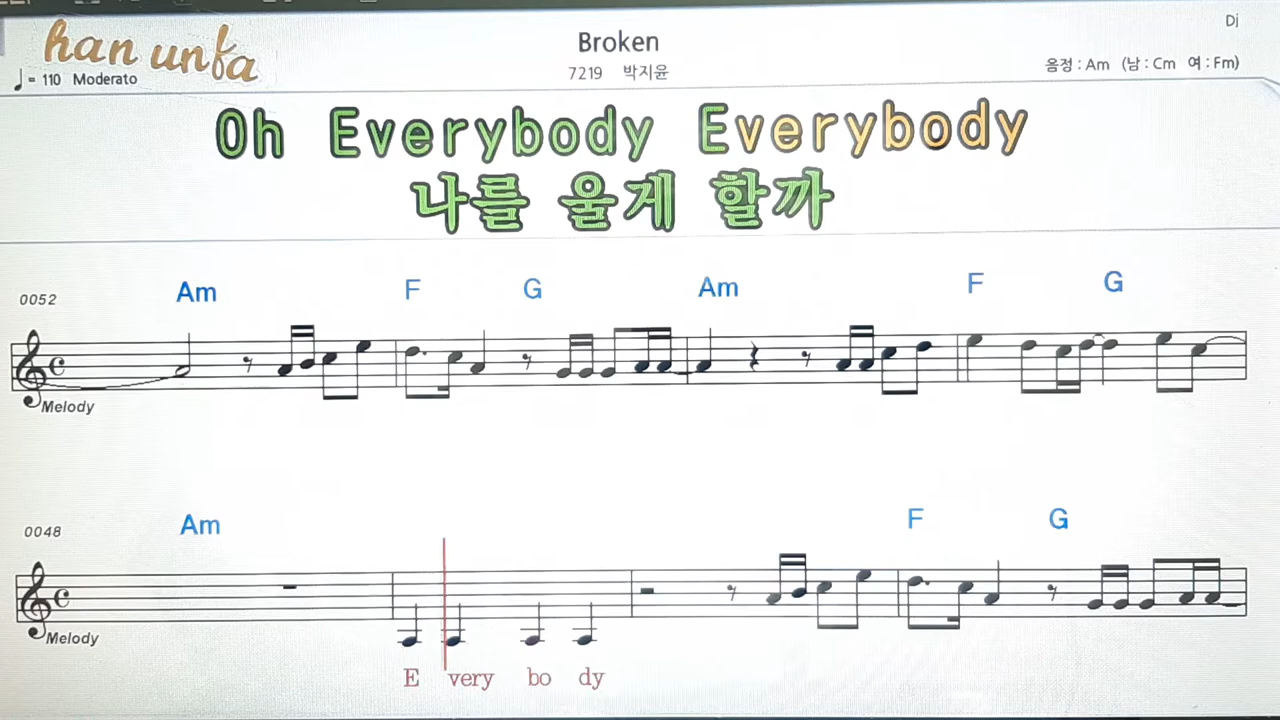 han unfa
♩= 110 Moderato
Broken
7219 박지윤
Dj
음정 : Am (남 : Cm 여 : Fm)
Oh Everybody Everybody
나를 울게 할까
0052 Am F G Am F G
Melody
0048 Am F G
Melody
E very bo dy